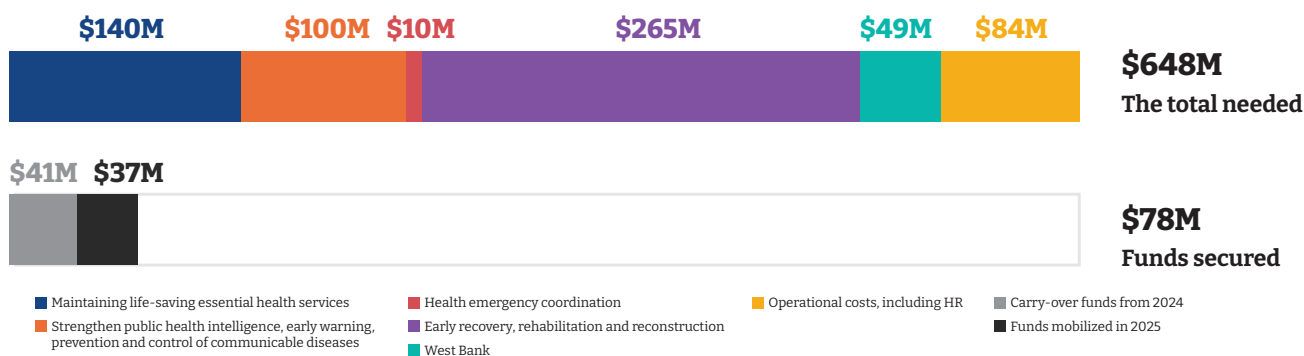 $140M $100M $10M $265M $49M $84M
$648M
The total needed
$41M $37M
$78M
Funds secured
Maintaining life-saving essential health services
Strengthen public health intelligence, early warning,
prevention and control of communicable diseases
Health emergency coordination
Early recovery, rehabilitation and reconstruction
West Bank
Operational costs, including HR
Carry-over funds from 2024
Funds mobilized in 2025